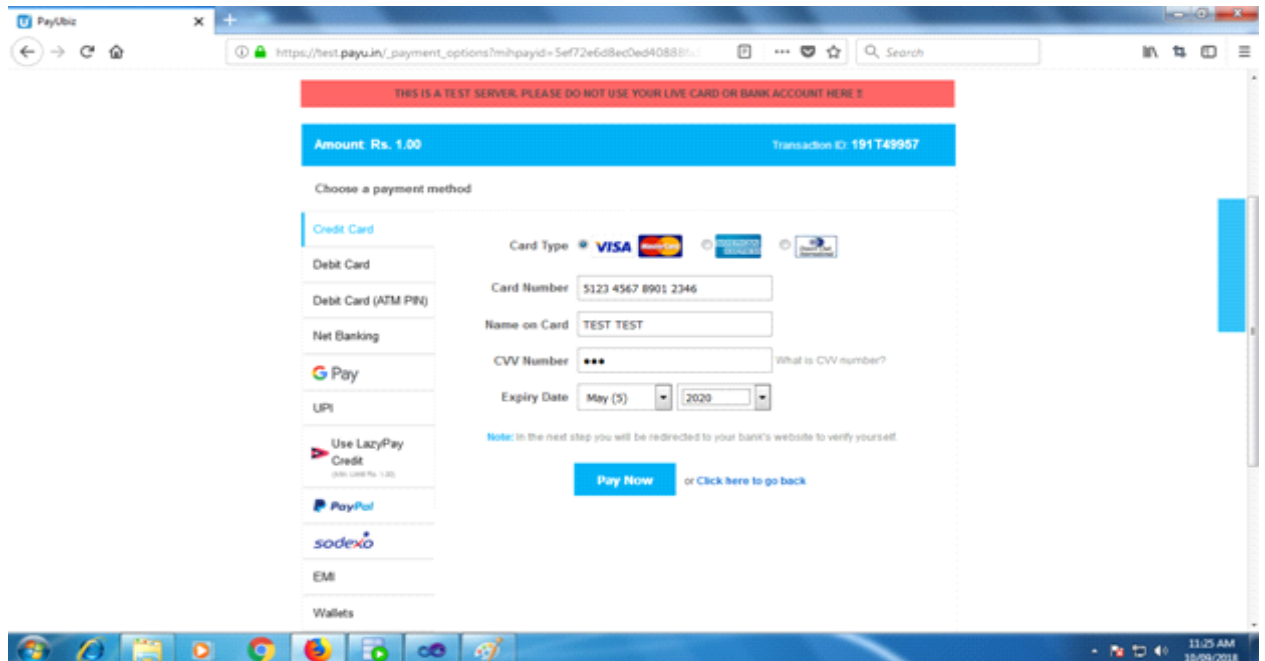 PayUbiz
https://test.payu.in/_payment_options?mihpayid=5ef72e6d8ec0ed40888
Search
THIS IS A TEST SERVER. PLEASE DO NOT USE YOUR LIVE CARD OR BANK ACCOUNT HERE !!
Amount: Rs. 1.00 Transaction ID: 191T49957
Choose a payment method
Credit Card
Card Type VISA MasterCard
Debit Card
Card Number 5123 4567 8901 2346
Debit Card (ATM PIN)
Name on Card TEST TEST
Net Banking
CVV Number ●●● What is CVV number?
G Pay
Expiry Date May (5) 2020
UPI
Note: In the next step you will be redirected to your bank's website to verify yourself.
Use LazyPay
Credit
Pay Now or Click here to go back
PayPal
sodexo
EMI
Wallets
11:25 AM
10/09/2018